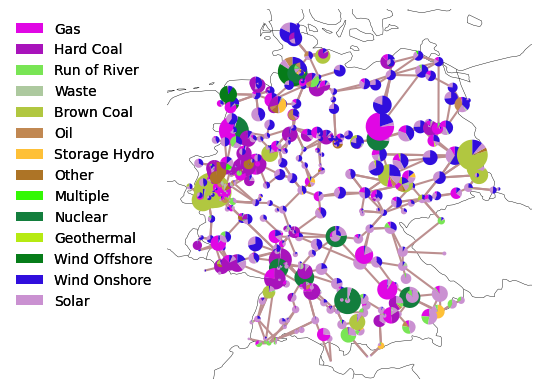 Gas
Hard Coal
Run of River
Waste
Brown Coal
Oil
Storage Hydro
Other
Multiple
Nuclear
Geothermal
Wind Offshore
Wind Onshore
Solar